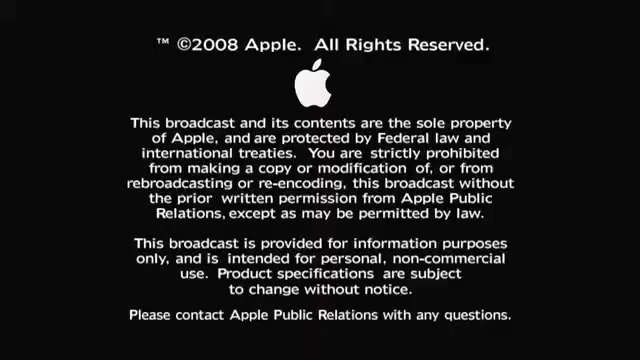 ™ ©2008 Apple. All Rights Reserved.
This broadcast and its contents are the sole property
of Apple, and are protected by Federal law and
international treaties. You are strictly prohibited
from making a copy or modification of, or from
rebroadcasting or re-encoding, this broadcast without
the prior written permission from Apple Public
Relations, except as may be permitted by law.
This broadcast is provided for information purposes
only, and is intended for personal, non-commercial
use. Product specifications are subject
to change without notice.
Please contact Apple Public Relations with any questions.